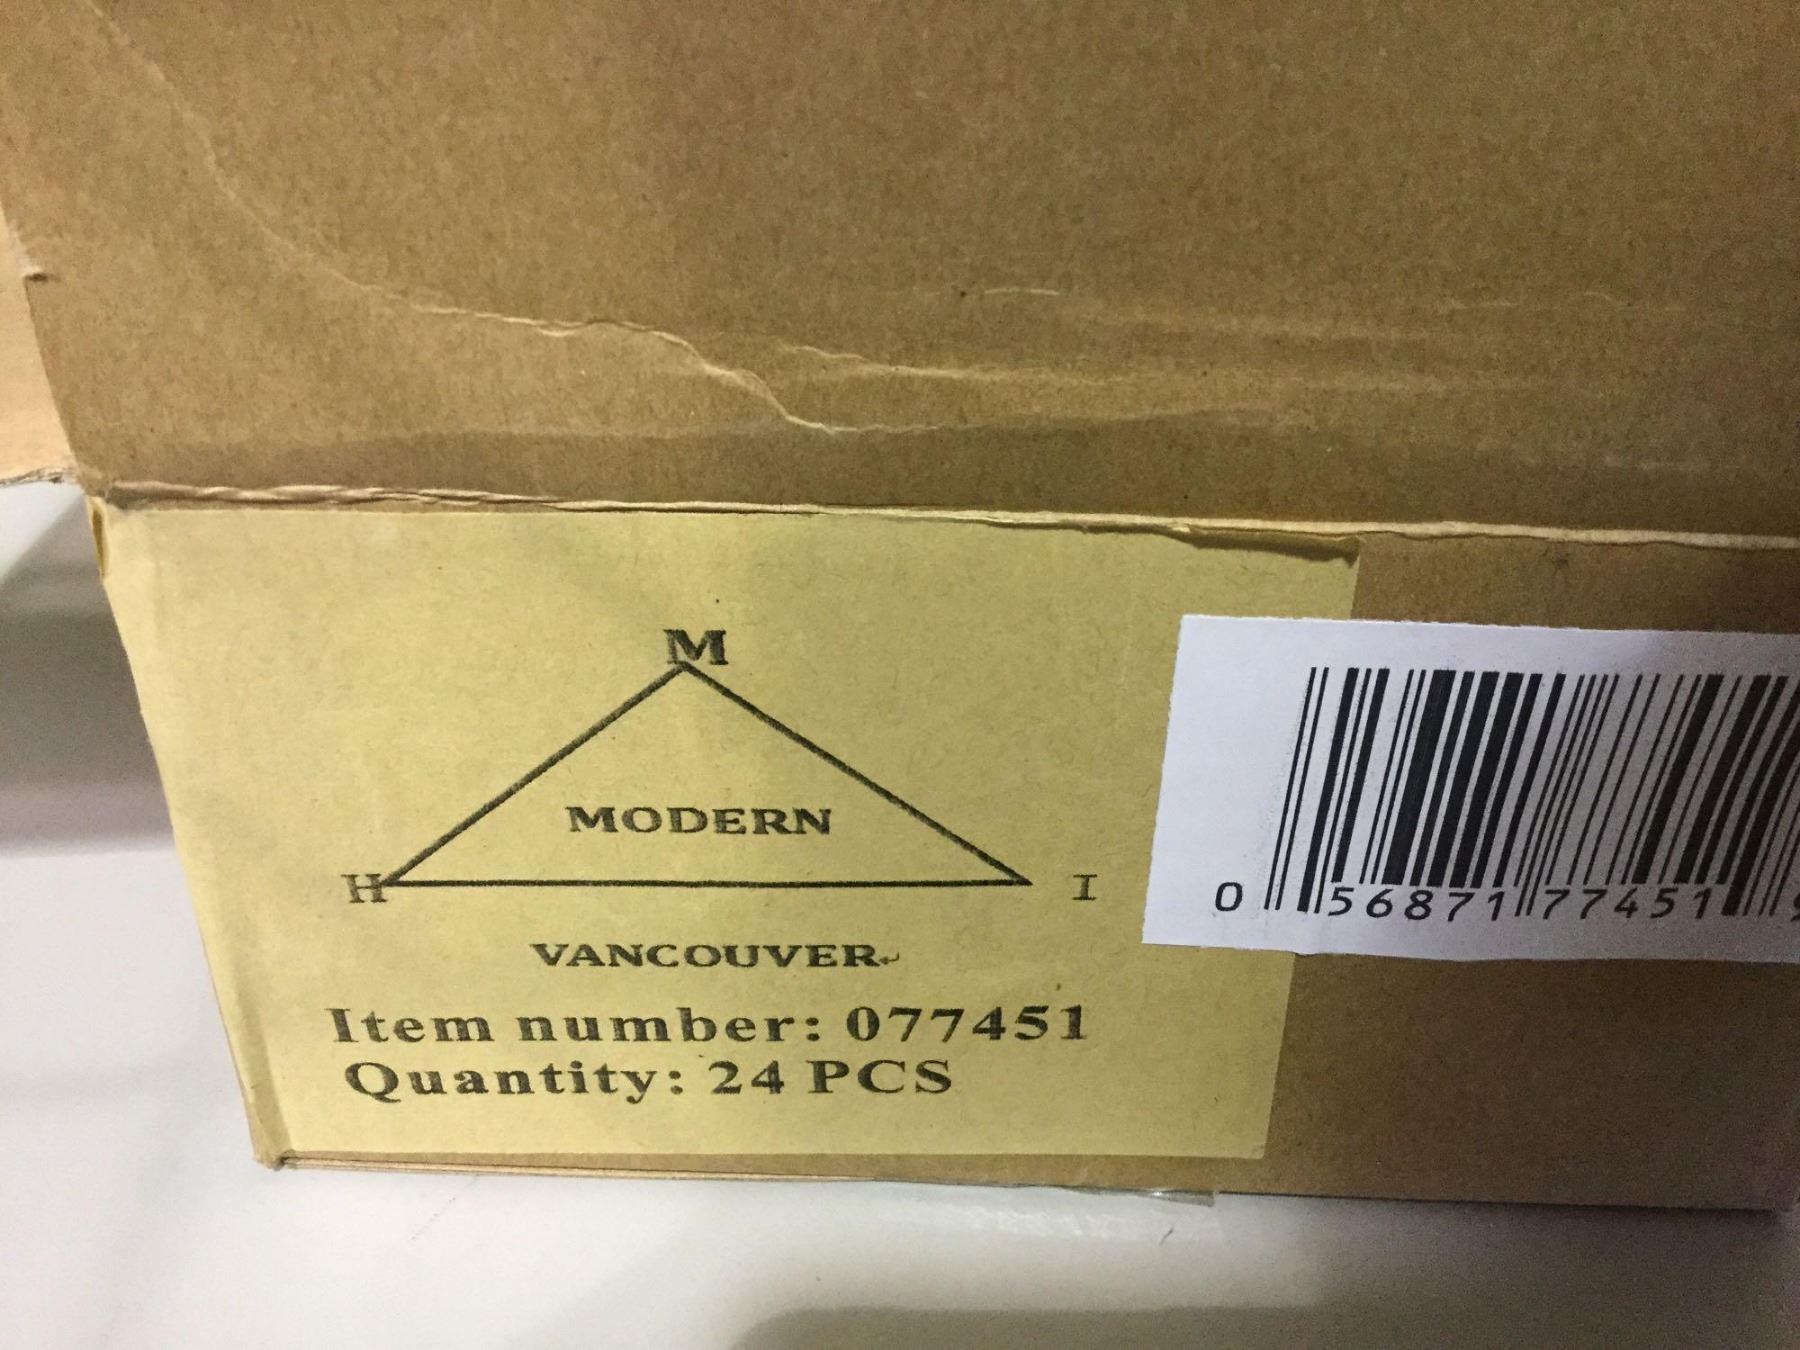 M
MODERN
H I
VANCOUVER↵
Item number: 077451
Quantity: 24 PCS
0 56871 77451